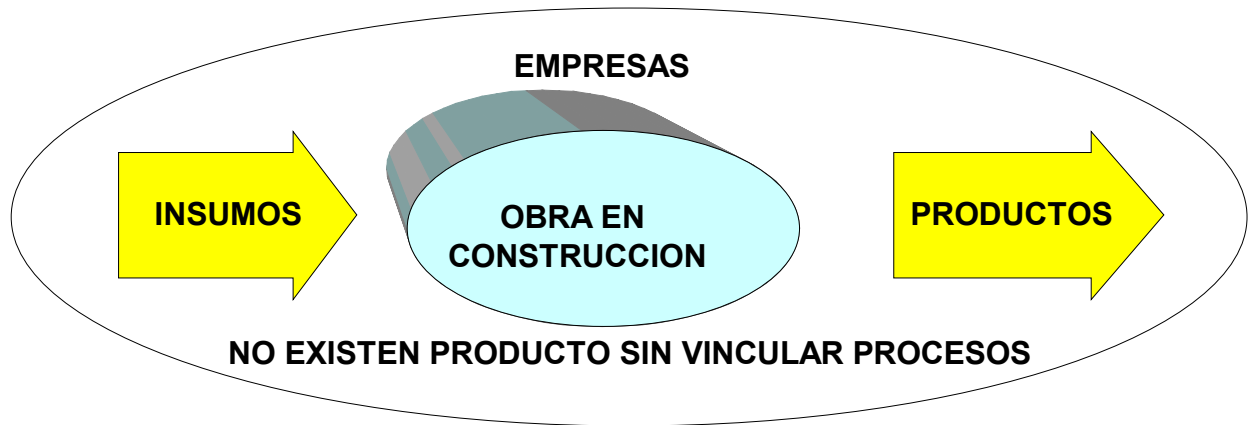 EMPRESAS
INSUMOS
OBRA EN
CONSTRUCCION
PRODUCTOS
NO EXISTEN PRODUCTO SIN VINCULAR PROCESOS